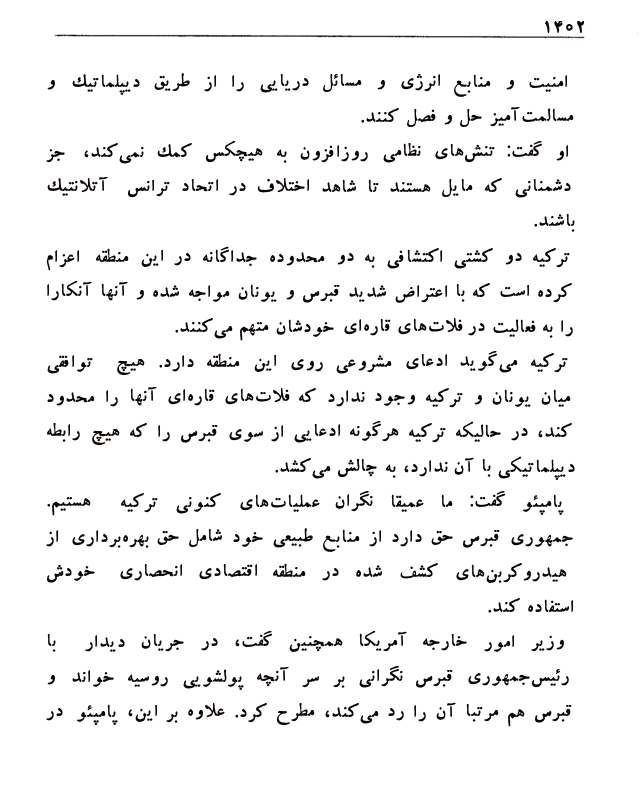 ۱۴۰۲
امنیت و منابع انرژی و مسائل دریایی را از طریق دیپلماتیك و
مسالمت‌آمیز حل و فصل کنند.
او گفت: تنش‌های نظامی روزافزون به هیچکس کمك نمی‌کند، جز
دشمنانی که مایل هستند تا شاهد اختلاف در اتحاد ترانس آتلانتیك
باشند.
ترکیه دو کشتی اکتشافی به دو محدوده جداگانه در این منطقه اعزام
کرده است که با اعتراض شدید قبرس و یونان مواجه شده و آنها آنکارا
را به فعالیت در فلات‌های قاره‌ای خودشان متهم می‌کنند.
ترکیه می‌گوید ادعای مشروعی روی این منطقه دارد. هیچ توافقی
میان یونان و ترکیه وجود ندارد که فلات‌های قاره‌ای آنها را محدود
کند، در حالیکه ترکیه هرگونه ادعایی از سوی قبرس را که هیچ رابطه
دیپلماتیکی با آن ندارد، به چالش می‌کشد.
پامپئو گفت: ما عمیقا نگران عملیات‌های کنونی ترکیه هستیم.
جمهوری قبرس حق دارد از منابع طبیعی خود شامل حق بهره‌برداری از
هیدروکربن‌های کشف شده در منطقه اقتصادی انحصاری خودش
استفاده کند.
وزیر امور خارجه آمریکا همچنین گفت، در جریان دیدار با
رئیس‌جمهوری قبرس نگرانی بر سر آنچه پولشویی روسیه خواند و
قبرس هم مرتبا آن را رد می‌کند، مطرح کرد. علاوه بر این، پامپئو در